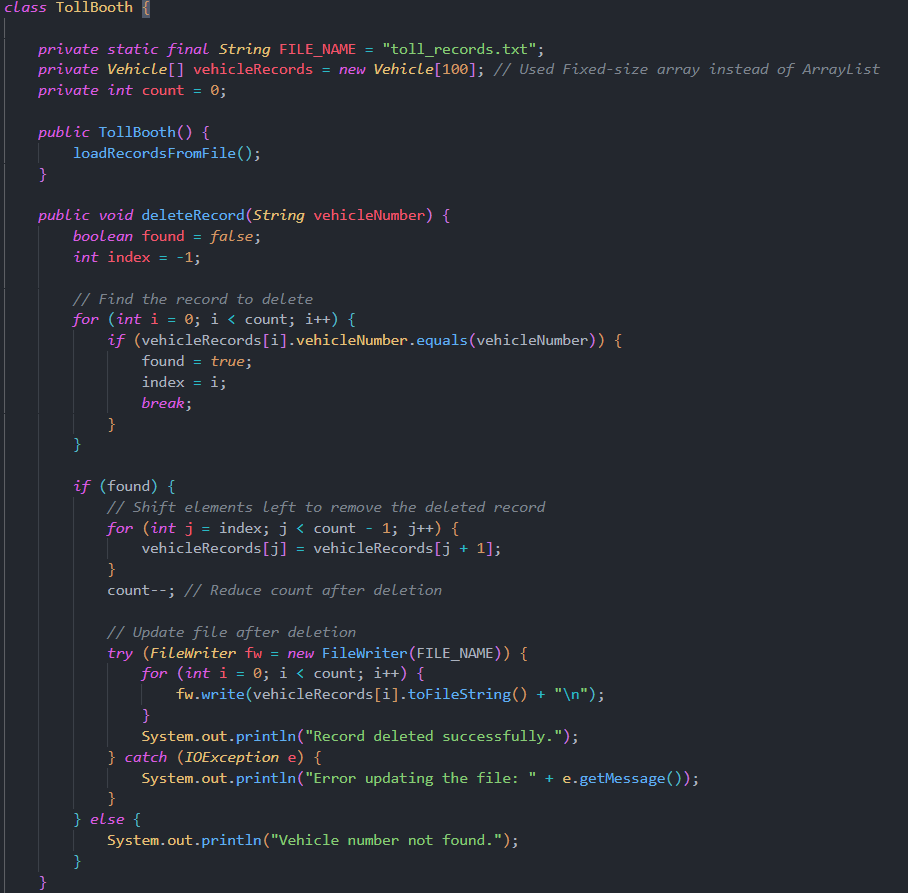 class TollBooth {
    private static final String FILE_NAME = "toll_records.txt";
    private Vehicle[] vehicleRecords = new Vehicle[100]; // Used Fixed-size array instead of ArrayList
    private int count = 0;
    public TollBooth() {
        loadRecordsFromFile();
    }
    public void deleteRecord(String vehicleNumber) {
        boolean found = false;
        int index = -1;
        // Find the record to delete
        for (int i = 0; i < count; i++) {
            if (vehicleRecords[i].vehicleNumber.equals(vehicleNumber)) {
                found = true;
                index = i;
                break;
            }
        }
        if (found) {
            // Shift elements left to remove the deleted record
            for (int j = index; j < count - 1; j++) {
                vehicleRecords[j] = vehicleRecords[j + 1];
            }
            count--; // Reduce count after deletion
            // Update file after deletion
            try (FileWriter fw = new FileWriter(FILE_NAME)) {
                for (int i = 0; i < count; i++) {
                    fw.write(vehicleRecords[i].toFileString() + "\n");
                }
                System.out.println("Record deleted successfully.");
            } catch (IOException e) {
                System.out.println("Error updating the file: " + e.getMessage());
            }
        } else {
            System.out.println("Vehicle number not found.");
        }
    }